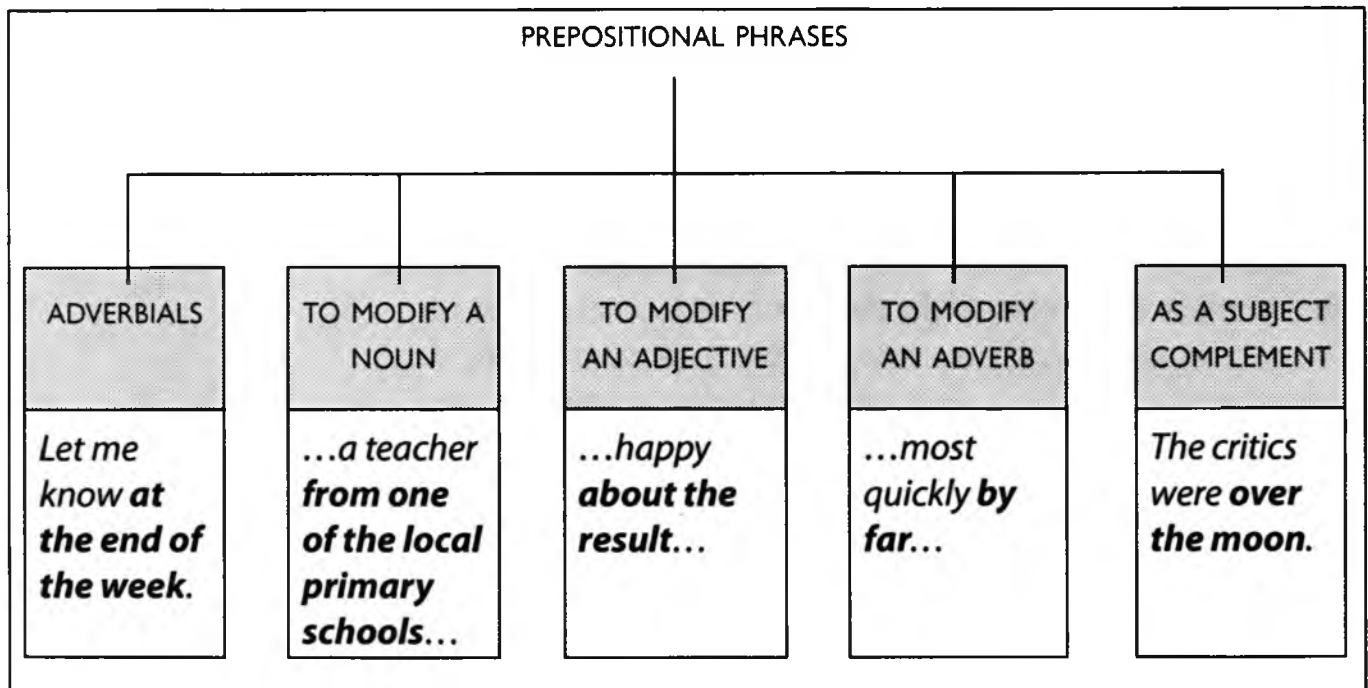 PREPOSITIONAL PHRASES
ADVERBIALS
Let me
know at
the end of
the week.
TO MODIFY A
NOUN
…a teacher
from one
of the local
primary
schools…
TO MODIFY
AN ADJECTIVE
…happy
about the
result…
TO MODIFY
AN ADVERB
…most
quickly by
far…
AS A SUBJECT
COMPLEMENT
The critics
were over
the moon.